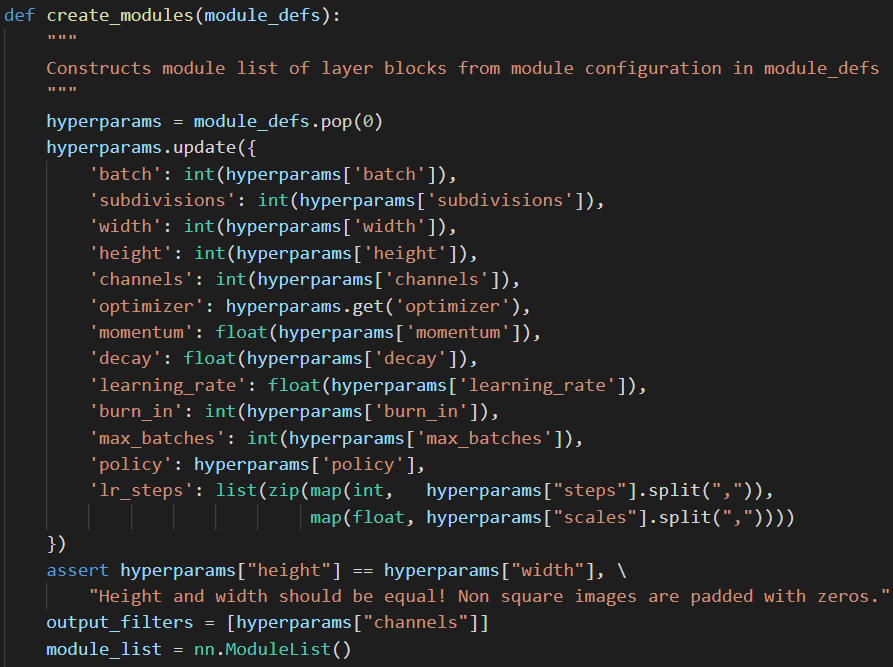 def create_modules(module_defs):
    """
    Constructs module list of layer blocks from module configuration in module_defs
    """
    hyperparams = module_defs.pop(0)
    hyperparams.update({
        'batch': int(hyperparams['batch']),
        'subdivisions': int(hyperparams['subdivisions']),
        'width': int(hyperparams['width']),
        'height': int(hyperparams['height']),
        'channels': int(hyperparams['channels']),
        'optimizer': hyperparams.get('optimizer'),
        'momentum': float(hyperparams['momentum']),
        'decay': float(hyperparams['decay']),
        'learning_rate': float(hyperparams['learning_rate']),
        'burn_in': int(hyperparams['burn_in']),
        'max_batches': int(hyperparams['max_batches']),
        'policy': hyperparams['policy'],
        'lr_steps': list(zip(map(int,   hyperparams["steps"].split(",")),
                             map(float, hyperparams["scales"].split(","))))
    })
    assert hyperparams["height"] == hyperparams["width"], \
        "Height and width should be equal! Non square images are padded with zeros."
    output_filters = [hyperparams["channels"]]
    module_list = nn.ModuleList()